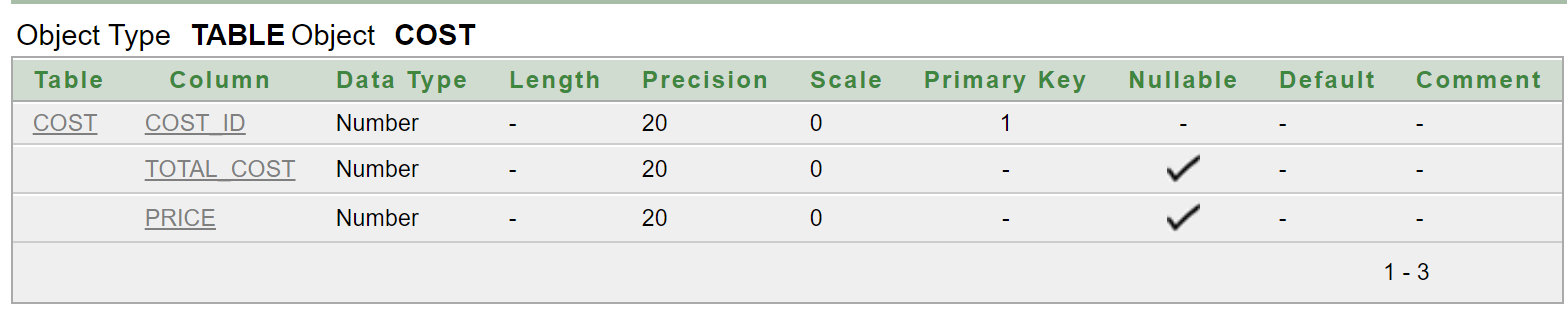 Object Type TABLE Object COST
Table Column Data Type Length Precision Scale Primary Key Nullable Default Comment
COST COST_ID Number - 20 0 1 - - -
TOTAL_COST Number - 20 0 - - -
PRICE Number - 20 0 - - -
1 - 3